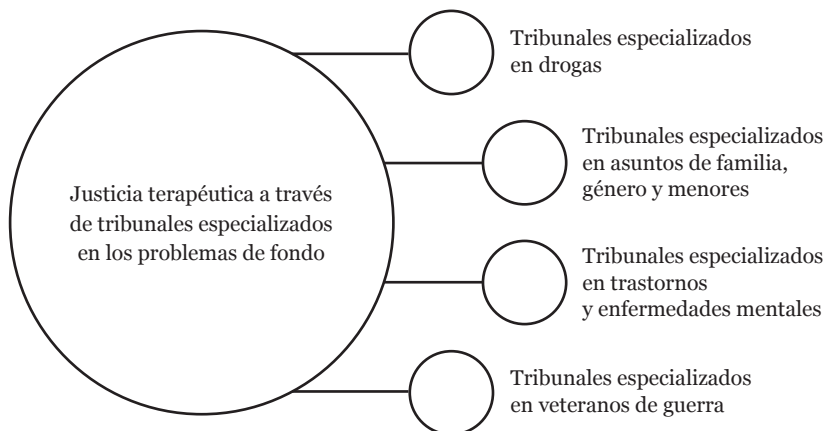 Justicia terapéutica a través
de tribunales especializados
en los problemas de fondo
Tribunales especializados
en drogas
Tribunales especializados
en asuntos de familia,
género y menores
Tribunales especializados
en trastornos
y enfermedades mentales
Tribunales especializados
en veteranos de guerra